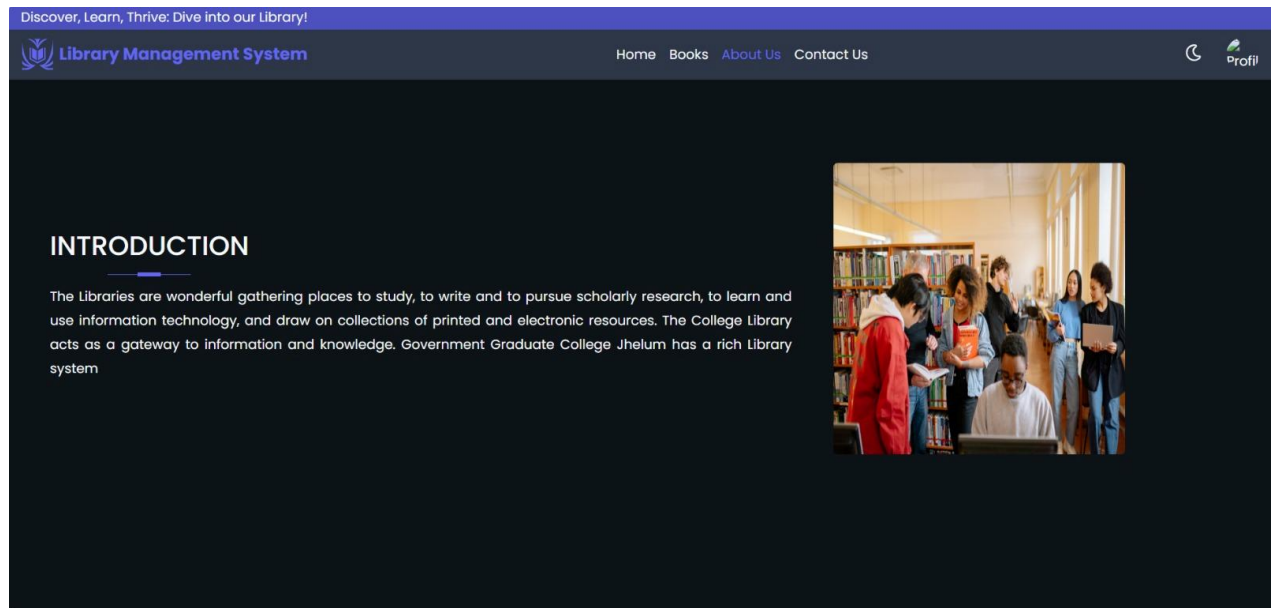 Discover, Learn, Thrive: Dive into our Library!
Library Management System
Home Books About Us Contact Us
Profil
INTRODUCTION
The Libraries are wonderful gathering places to study, to write and to pursue scholarly research, to learn and
use information technology, and draw on collections of printed and electronic resources. The College Library
acts as a gateway to information and knowledge. Government Graduate College Jhelum has a rich Library
system